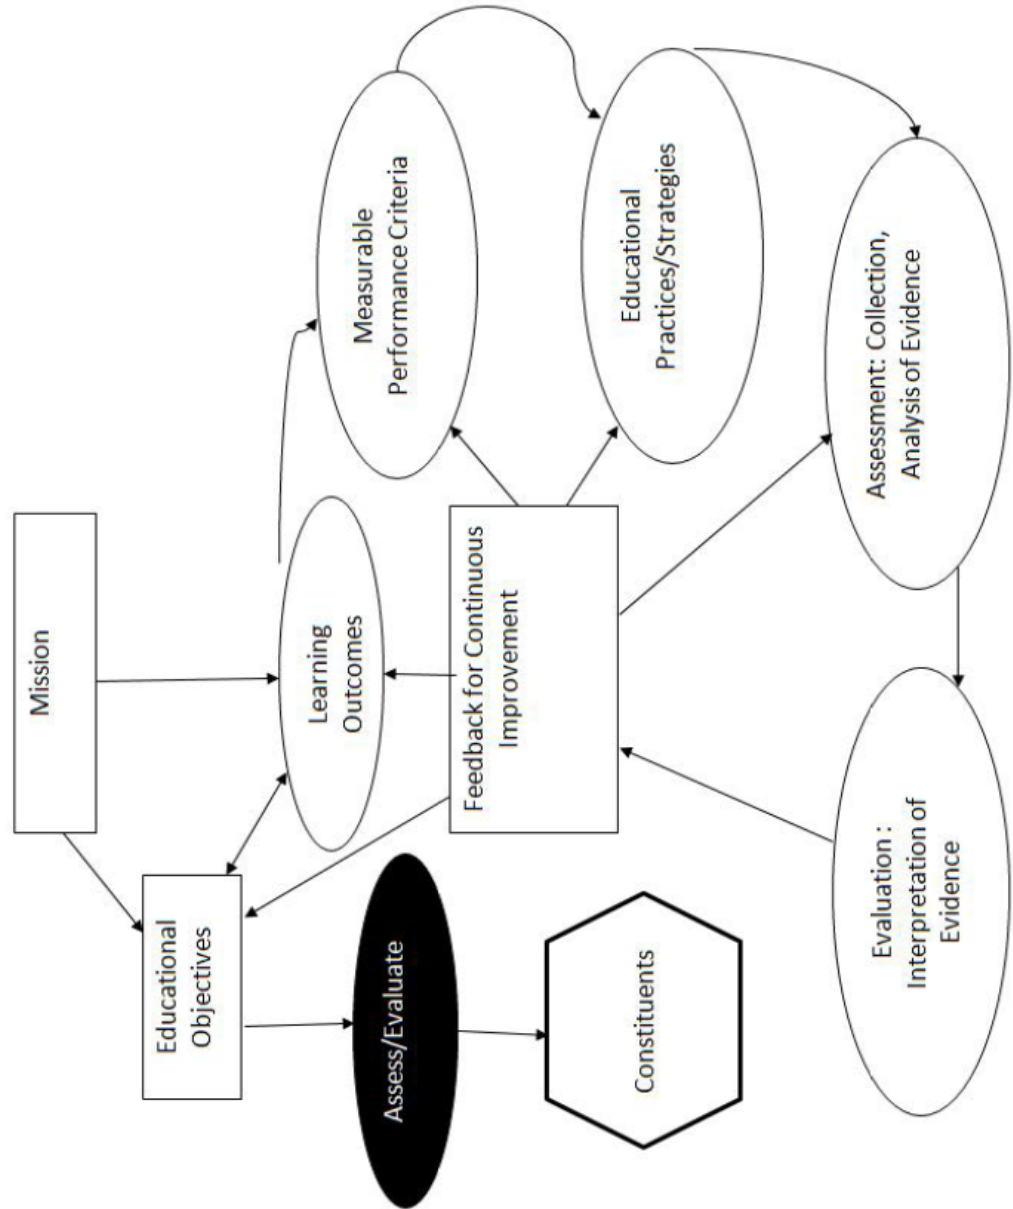 Mission
Educational
Objectives
Learning
Outcomes
Measurable
Performance Criteria
Assess/Evaluate
Feedback for Continuous
Improvement
Educational
Practices/Strategies
Constituents
Evaluation :
Interpretation of
Evidence
Assessment: Collection,
Analysis of Evidence